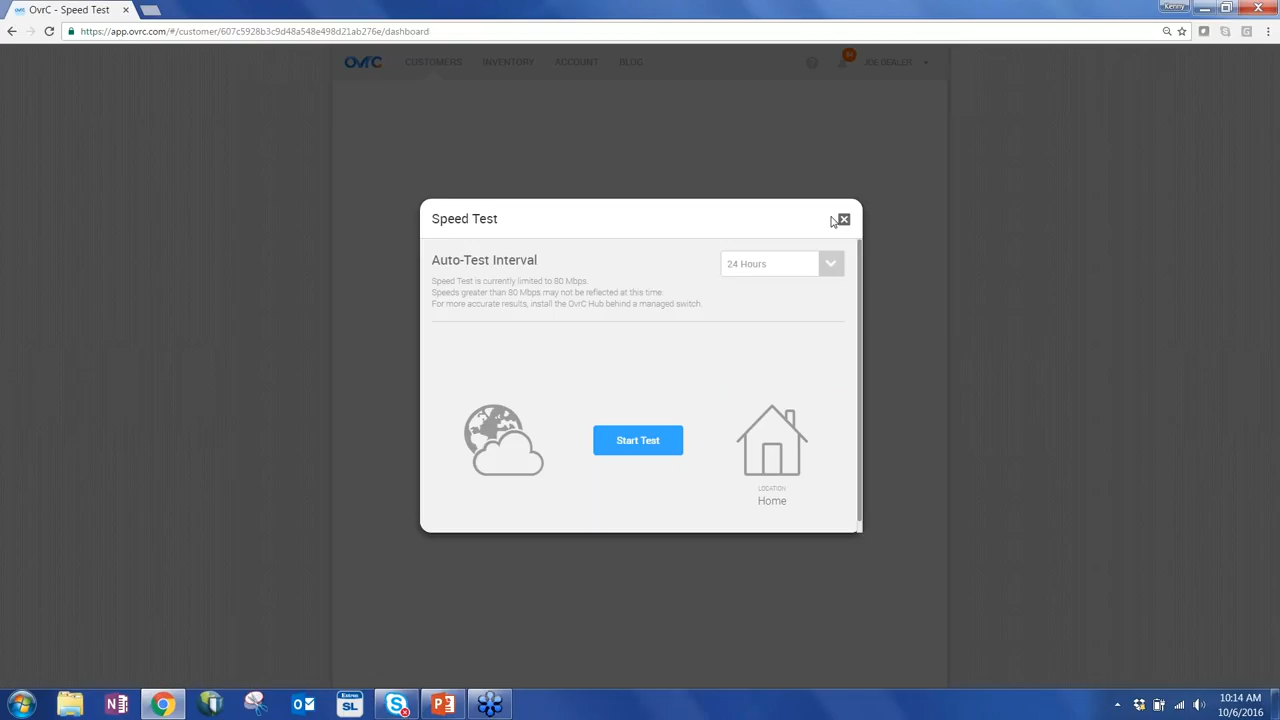 OvrC - Speed Test
Kenny
https://app.ovrc.com/#/customer/607c5928b3c9d48a548e498d21ab276e/dashboard
OvrC
CUSTOMERS
INVENTORY
ACCOUNT
BLOG
JOE DEALER
Speed Test
Auto-Test Interval
24 Hours
Speed Test is currently limited to 80 Mbps.
Speeds greater than 80 Mbps may not be reflected at this time.
For more accurate results, install the OvrC Hub behind a managed switch.
Start Test
LOCATION
Home
10:14 AM
10/6/2016